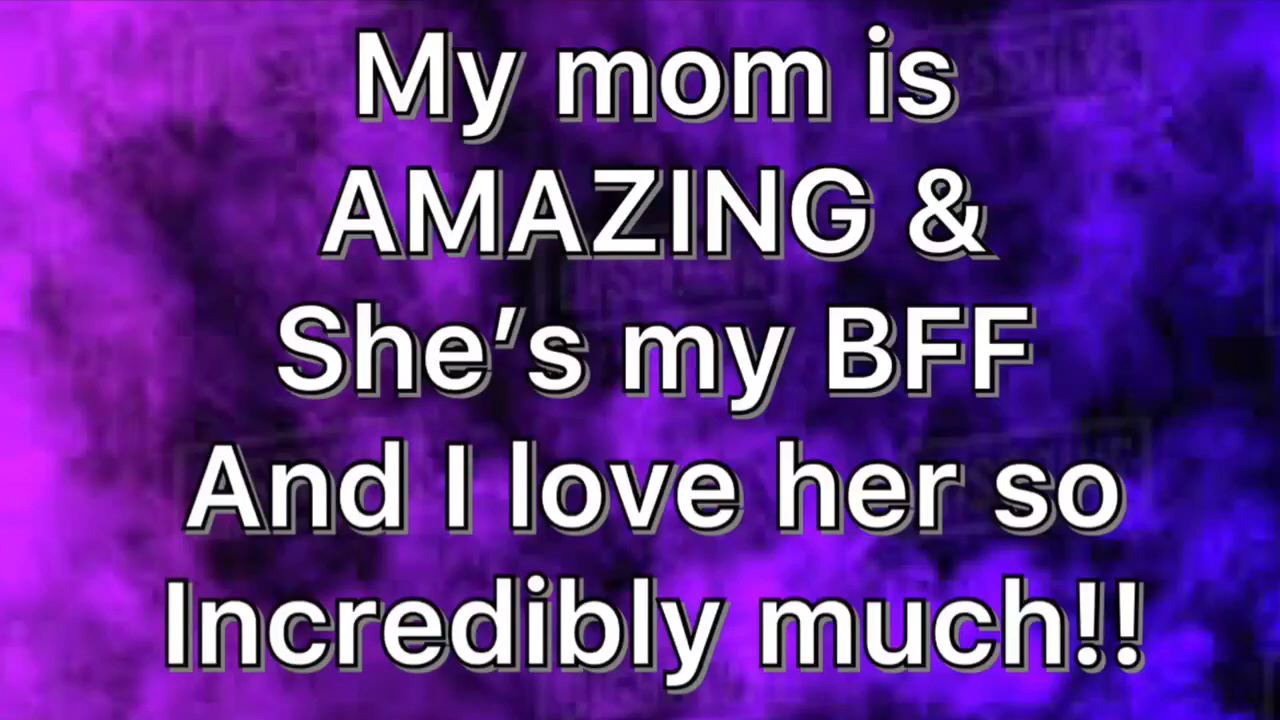 My mom is
AMAZING &
She’s my BFF
And I love her so
Incredibly much!!